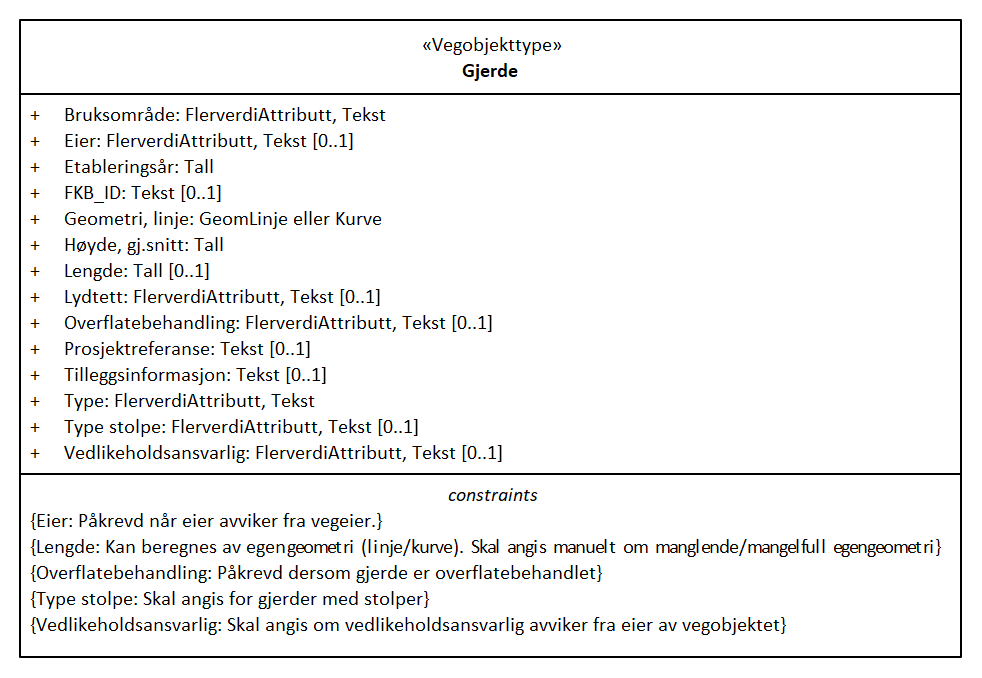 «Vegobjekttype»
Gjerde
+ Bruksområde: FlerverdiAttributt, Tekst
+ Eier: FlerverdiAttributt, Tekst [0..1]
+ Etableringsår: Tall
+ FKB_ID: Tekst [0..1]
+ Geometri, linje: GeomLinje eller Kurve
+ Høyde, gj.snitt: Tall
+ Lengde: Tall [0..1]
+ Lydtett: FlerverdiAttributt, Tekst [0..1]
+ Overflatebehandling: FlerverdiAttributt, Tekst [0..1]
+ Prosjektreferanse: Tekst [0..1]
+ Tilleggsinformasjon: Tekst [0..1]
+ Type: FlerverdiAttributt, Tekst
+ Type stolpe: FlerverdiAttributt, Tekst [0..1]
+ Vedlikeholdsansvarlig: FlerverdiAttributt, Tekst [0..1]
constraints
{Eier: Påkrevd når eier avviker fra vegeier.}
{Lengde: Kan beregnes av egengeometri (linje/kurve). Skal angis manuelt om manglende/mangelfull egengeometri}
{Overflatebehandling: Påkrevd dersom gjerde er overflatebehandlet}
{Type stolpe: Skal angis for gjerder med stolper}
{Vedlikeholdsansvarlig: Skal angis om vedlikeholdsansvarlig avviker fra eier av vegobjektet}